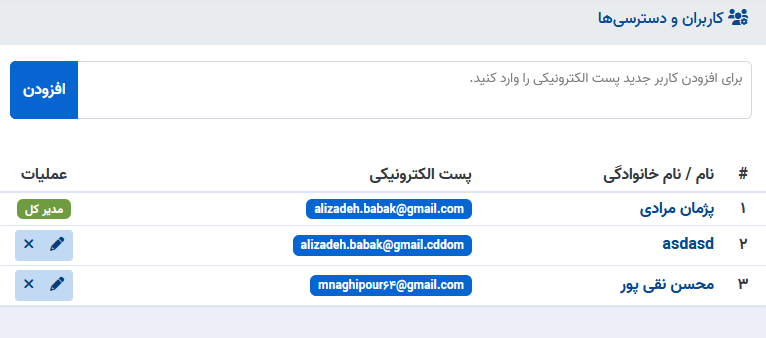 کاربران و دسترسی‌ها
برای افزودن کاربر جدید پست الکترونیکی را وارد کنید.
افزودن
# نام / نام خانوادگی پست الکترونیکی عملیات
۱ پژمان مرادی alizadeh.babak@gmail.com مدیر کل
۲ asdasd alizadeh.babak@gmail.cddom
۳ محسن نقی پور mnaghipour۶۴@gmail.com